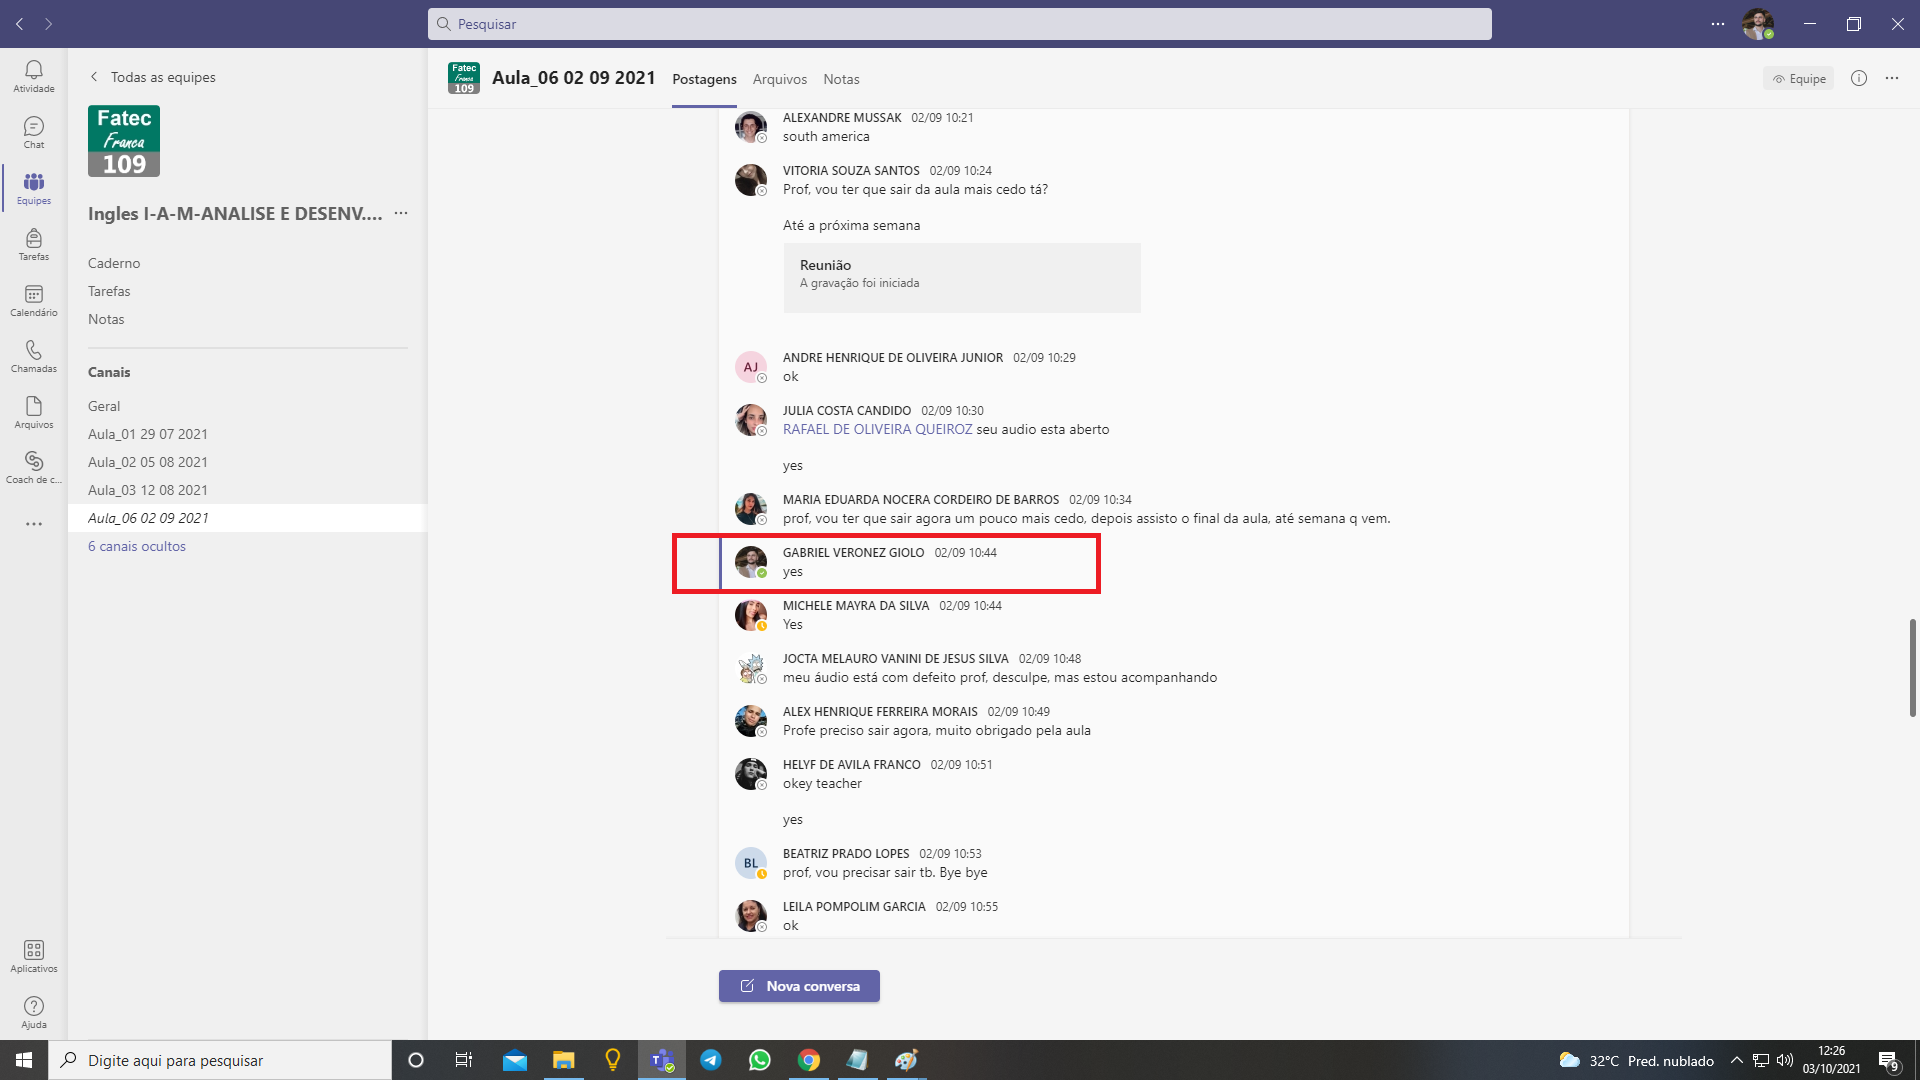 Pesquisar
Atividade
Chat
Equipes
Tarefas
Calendário
Chamadas
Arquivos
Coach de c...
Aplicativos
Ajuda
Todas as equipes
Fatec
Franca
109
Ingles I-A-M-ANALISE E DESENV....
Caderno
Tarefas
Notas
Canais
Geral
Aula_01 29 07 2021
Aula_02 05 08 2021
Aula_03 12 08 2021
Aula_06 02 09 2021
6 canais ocultos
Fatec
Franca
109
Aula_06 02 09 2021 Postagens Arquivos Notas
Equipe
ALEXANDRE MUSSAK 02/09 10:21
south america
VITORIA SOUZA SANTOS 02/09 10:24
Prof, vou ter que sair da aula mais cedo tá?
Até a próxima semana
Reunião
A gravação foi iniciada
AJ
ANDRE HENRIQUE DE OLIVEIRA JUNIOR 02/09 10:29
ok
JULIA COSTA CANDIDO 02/09 10:30
RAFAEL DE OLIVEIRA QUEIROZ seu audio esta aberto
yes
MARIA EDUARDA NOCERA CORDEIRO DE BARROS 02/09 10:34
prof, vou ter que sair agora um pouco mais cedo, depois assisto o final da aula, até semana q vem.
GABRIEL VERONEZ GIOLO 02/09 10:44
yes
MICHELE MAYRA DA SILVA 02/09 10:44
Yes
JOCTA MELAURO VANINI DE JESUS SILVA 02/09 10:48
meu áudio está com defeito prof, desculpe, mas estou acompanhando
ALEX HENRIQUE FERREIRA MORAIS 02/09 10:49
Profe preciso sair agora, muito obrigado pela aula
HELYF DE AVILA FRANCO 02/09 10:51
okey teacher
yes
BL
BEATRIZ PRADO LOPES 02/09 10:53
prof, vou precisar sair tb. Bye bye
LEILA POMPOLIM GARCIA 02/09 10:55
ok
Nova conversa
Digite aqui para pesquisar
32°C Pred. nublado
12:26
03/10/2021
9